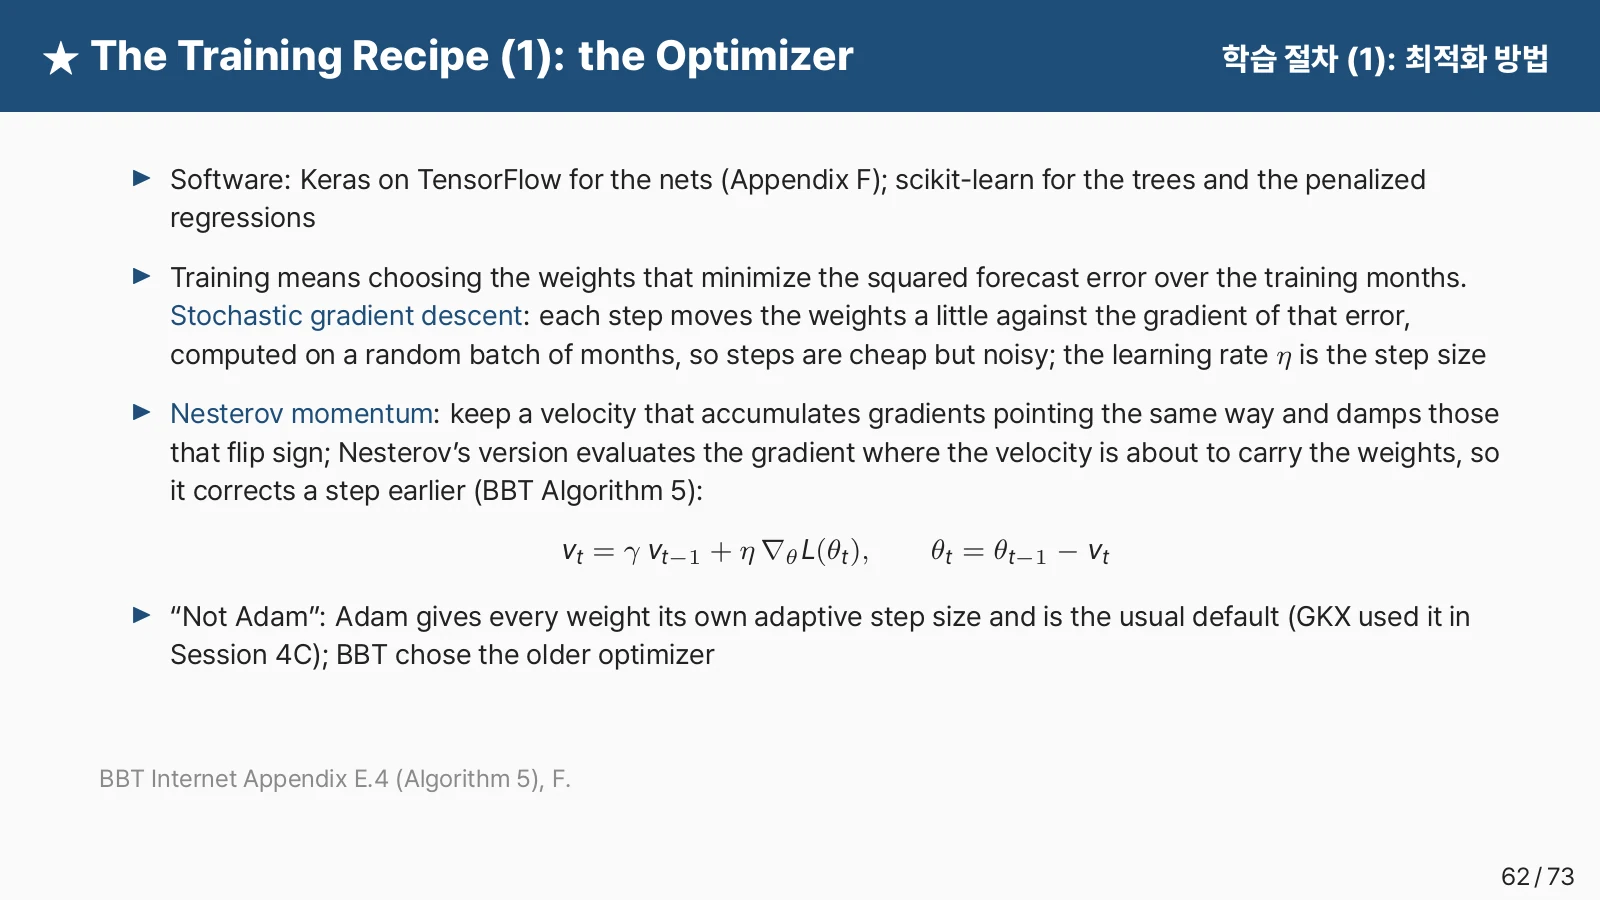 ★ The Training Recipe (1): the Optimizer
학습 절차 (1): 최적화 방법
▶ Software: Keras on TensorFlow for the nets (Appendix F); scikit-learn for the trees and the penalized
regressions
▶ Training means choosing the weights that minimize the squared forecast error over the training months.
Stochastic gradient descent: each step moves the weights a little against the gradient of that error,
computed on a random batch of months, so steps are cheap but noisy; the learning rate η is the step size
▶ Nesterov momentum: keep a velocity that accumulates gradients pointing the same way and damps those
that flip sign; Nesterov’s version evaluates the gradient where the velocity is about to carry the weights, so
it corrects a step earlier (BBT Algorithm 5):
v_t = γ v_{t−1} + η ∇_θ L(θ_t), θ_t = θ_{t−1} − v_t
▶ “Not Adam”: Adam gives every weight its own adaptive step size and is the usual default (GKX used it in
Session 4C); BBT chose the older optimizer
BBT Internet Appendix E.4 (Algorithm 5), F.
62 / 73